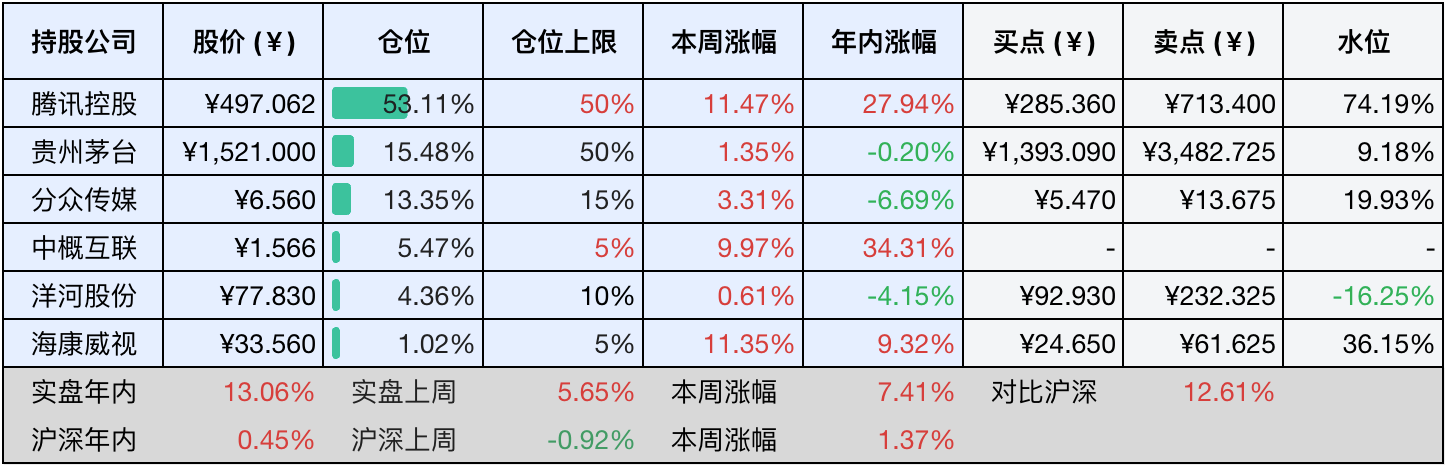 持股公司 股价 (¥) 仓位 仓位上限 本周涨幅 年内涨幅 买点 (¥) 卖点 (¥) 水位
腾讯控股 ¥497.062 53.11% 50% 11.47% 27.94% ¥285.360 ¥713.400 74.19%
贵州茅台 ¥1,521.000 15.48% 50% 1.35% -0.20% ¥1,393.090 ¥3,482.725 9.18%
分众传媒 ¥6.560 13.35% 15% 3.31% -6.69% ¥5.470 ¥13.675 19.93%
中概互联 ¥1.566 5.47% 5% 9.97% 34.31% - - -
洋河股份 ¥77.830 4.36% 10% 0.61% -4.15% ¥92.930 ¥232.325 -16.25%
海康威视 ¥33.560 1.02% 5% 11.35% 9.32% ¥24.650 ¥61.625 36.15%
实盘年内 13.06% 实盘上周 5.65% 本周涨幅 7.41% 对比沪深 12.61%
沪深年内 0.45% 沪深上周 -0.92% 本周涨幅 1.37%